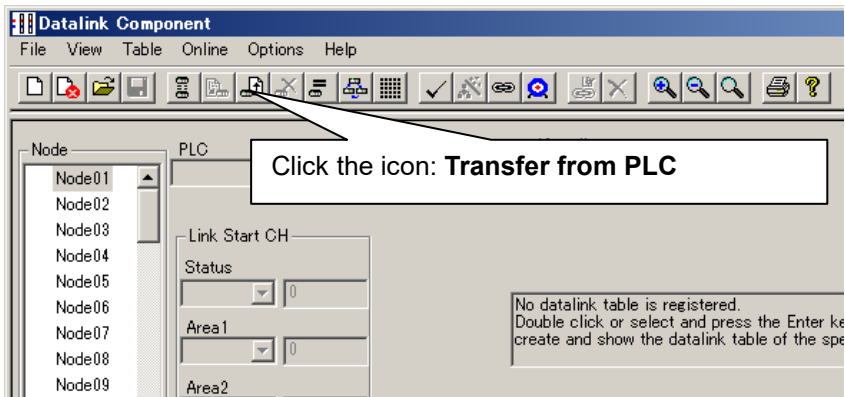 Datalink Component
File View Table Online Options Help
Click the icon: Transfer from PLC
Node
Node01
Node02
Node03
Node04
Node05
Node06
Node07
Node08
Node09
PLC
Link Start CH
Status
0
Area1
0
Area2
No datalink table is registered.
Double click or select and press the Enter ke
create and show the datalink table of the spe